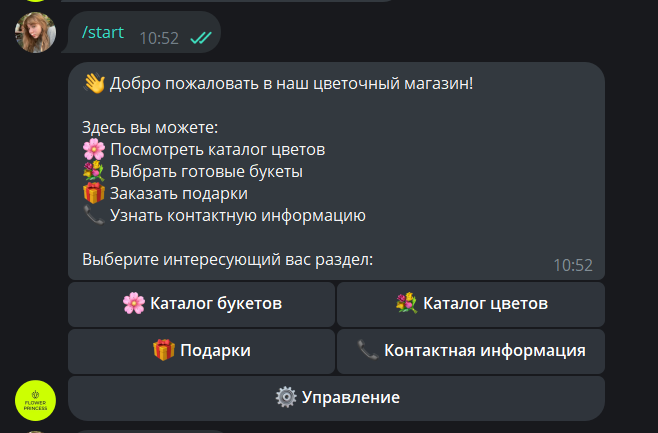 /start 10:52
👋 Добро пожаловать в наш цветочный магазин!
Здесь вы можете:
🌸 Посмотреть каталог цветов
💐 Выбрать готовые букеты
🎁 Заказать подарки
📞 Узнать контактную информацию
Выберите интересующий вас раздел:
10:52
🌸 Каталог букетов
💐 Каталог цветов
🎁 Подарки
📞 Контактная информация
⚙️ Управление
FLOWER
PRINCESS